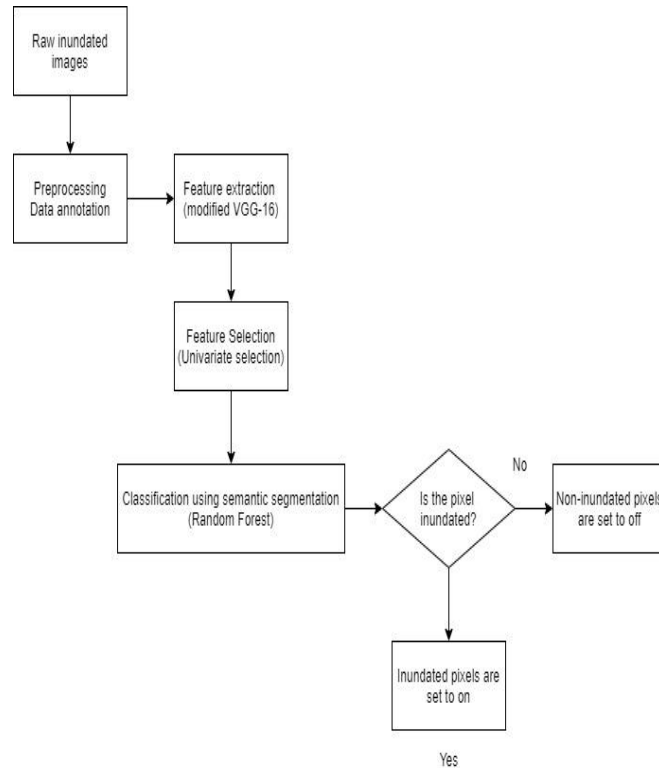 Raw inundated
images
Preprocessing
Data annotation
Feature extraction
(modified VGG-16)
Feature Selection
(Univariate selection)
Classification using semantic segmentation
(Random Forest)
Is the pixel
inundated?
No
Non-inundated pixels
are set to off
Inundated pixels are
set to on
Yes